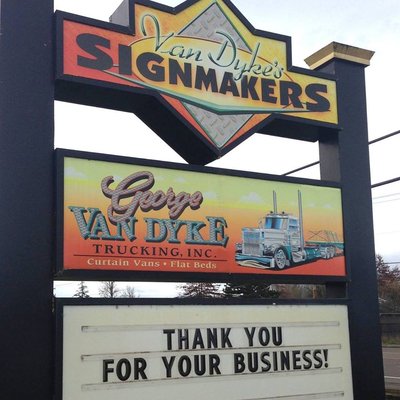 Van Dyke's
SIGNMAKERS
George
VAN DYKE
TRUCKING, INC.
Curtain Vans • Flat Beds
THANK YOU
FOR YOUR BUSINESS!